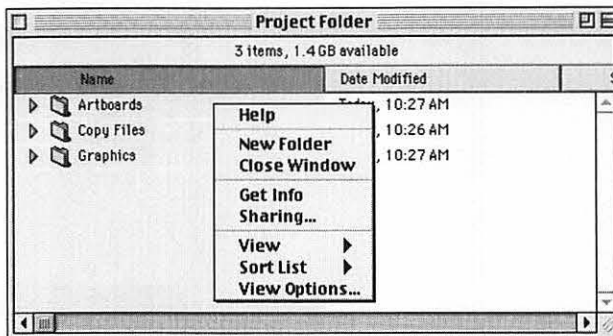 Project Folder
3 items, 1.4 GB available
Name Date Modified
Artboards 10:27 AM
Copy Files , 10:26 AM
Graphics , 10:27 AM
Help
New Folder
Close Window
Get Info
Sharing...
View
Sort List
View Options...